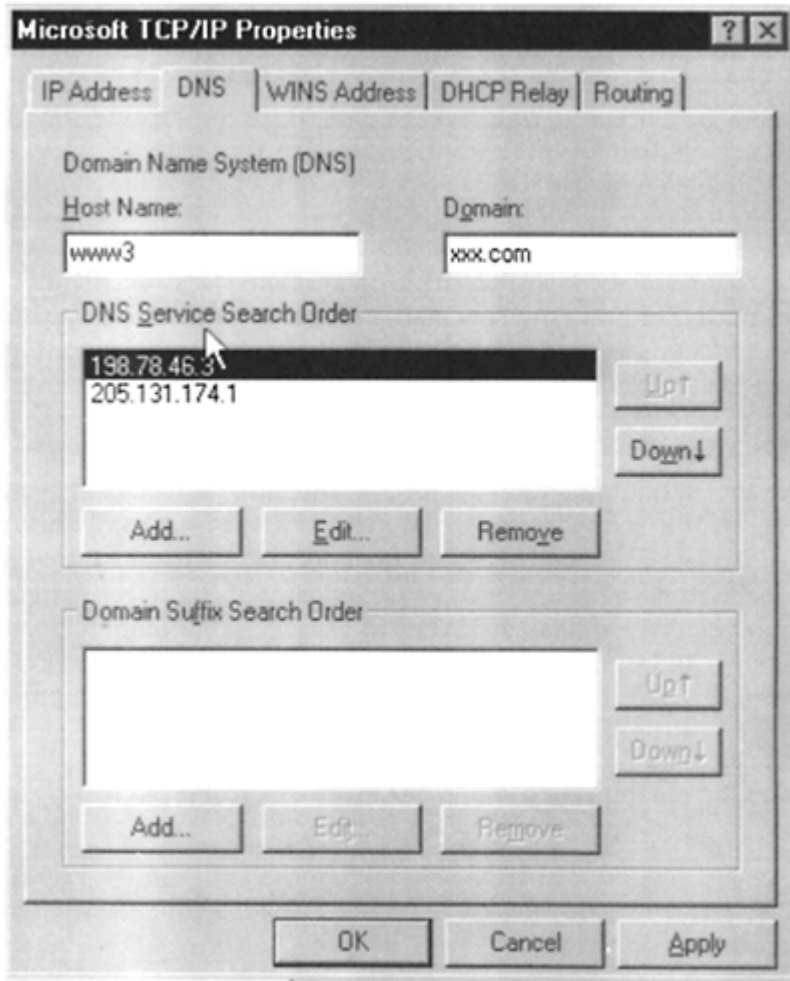 Microsoft TCP/IP Properties
? X
IP Address DNS WINS Address DHCP Relay Routing
Domain Name System (DNS)
Host Name: Domain:
www3 xxx.com
DNS Service Search Order
198.78.46.3
205.131.174.1
Up↑
Down↓
Add... Edit... Remove
Domain Suffix Search Order
Up↑
Down↓
Add... Edit... Remove
OK Cancel Apply